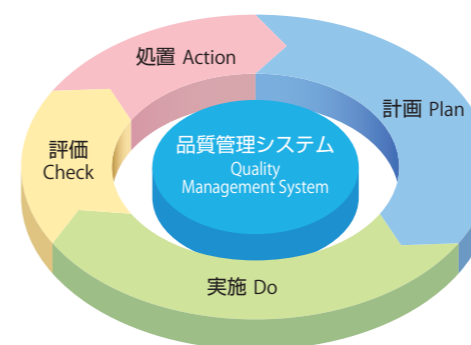 処置 Action
計画 Plan
評価
Check
品質管理システム
Quality
Management System
実施 Do